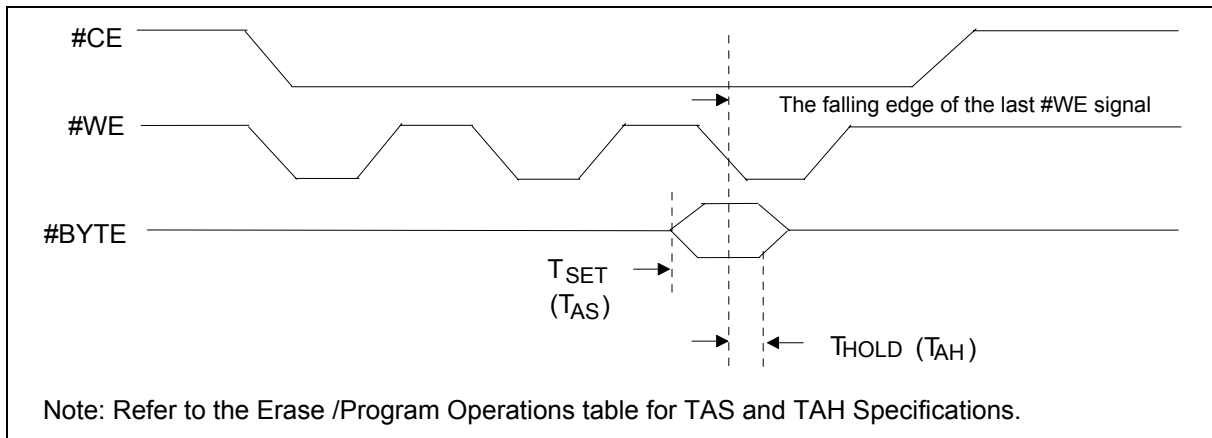 #CE
The falling edge of the last #WE signal
#WE
#BYTE
TSET
(TAS)
THOLD (TAH)
Note: Refer to the Erase /Program Operations table for TAS and TAH Specifications.